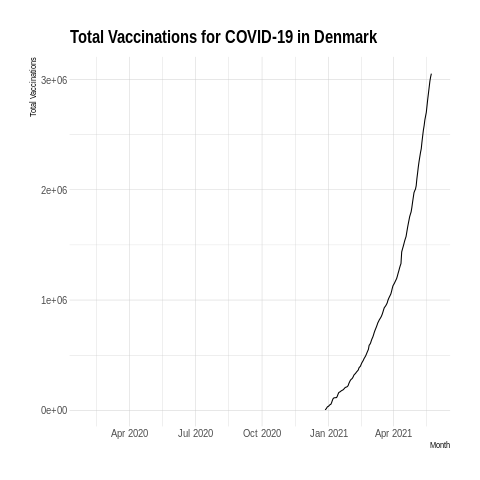 Total Vaccinations for COVID-19 in Denmark
Total Vaccinations
3e+06
2e+06
1e+06
0e+00
Apr 2020 Jul 2020 Oct 2020 Jan 2021 Apr 2021
Month